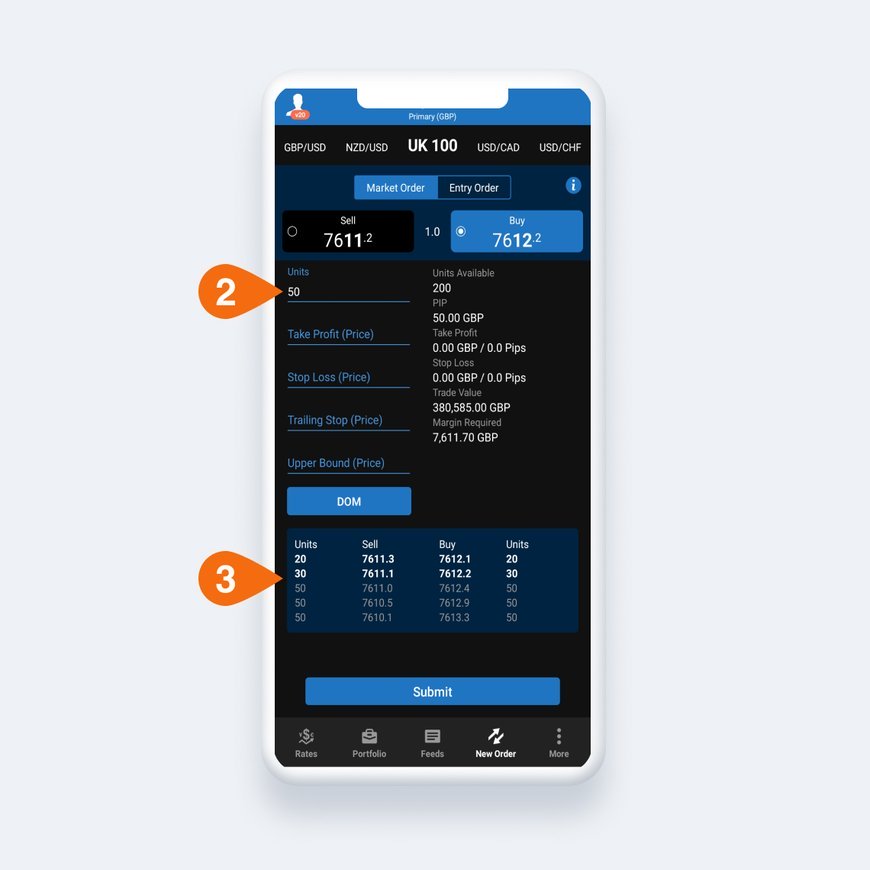 v20
Primary (GBP)
GBP/USD NZD/USD UK 100 USD/CAD USD/CHF
Market Order Entry Order i
Sell 1.0 Buy
7611.2 7612.2
Units
50
Take Profit (Price)
Stop Loss (Price)
Trailing Stop (Price)
Upper Bound (Price)
Units Available
200
PIP
50.00 GBP
Take Profit
0.00 GBP / 0.0 Pips
Stop Loss
0.00 GBP / 0.0 Pips
Trade Value
380,585.00 GBP
Margin Required
7,611.70 GBP
2
DOM
3
Units Sell Buy Units
20 7611.3 7612.1 20
30 7611.1 7612.2 30
50 7611.0 7612.4 50
50 7610.5 7612.9 50
50 7610.1 7613.3 50
Submit
Rates Portfolio Feeds New Order More